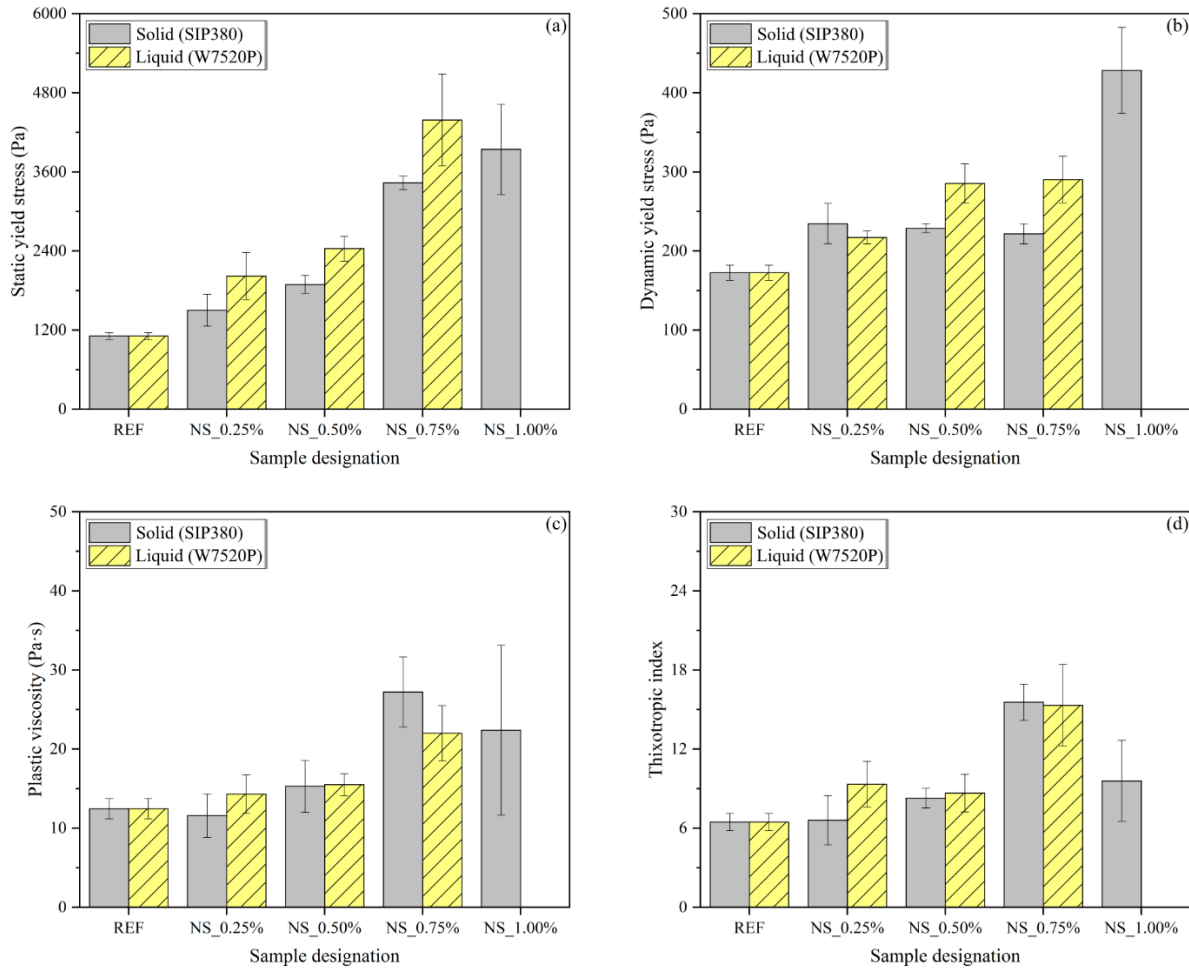 (a)
Solid (SIP380)
Liquid (W7520P)
Static yield stress (Pa)
6000
4800
3600
2400
1200
0
REF NS_0.25% NS_0.50% NS_0.75% NS_1.00%
Sample designation
(b)
Solid (SIP380)
Liquid (W7520P)
Dynamic yield stress (Pa)
500
400
300
200
100
0
REF NS_0.25% NS_0.50% NS_0.75% NS_1.00%
Sample designation
(c)
Solid (SIP380)
Liquid (W7520P)
Plastic viscosity (Pa·s)
50
40
30
20
10
0
REF NS_0.25% NS_0.50% NS_0.75% NS_1.00%
Sample designation
(d)
Solid (SIP380)
Liquid (W7520P)
Thixotropic index
30
24
18
12
6
0
REF NS_0.25% NS_0.50% NS_0.75% NS_1.00%
Sample designation